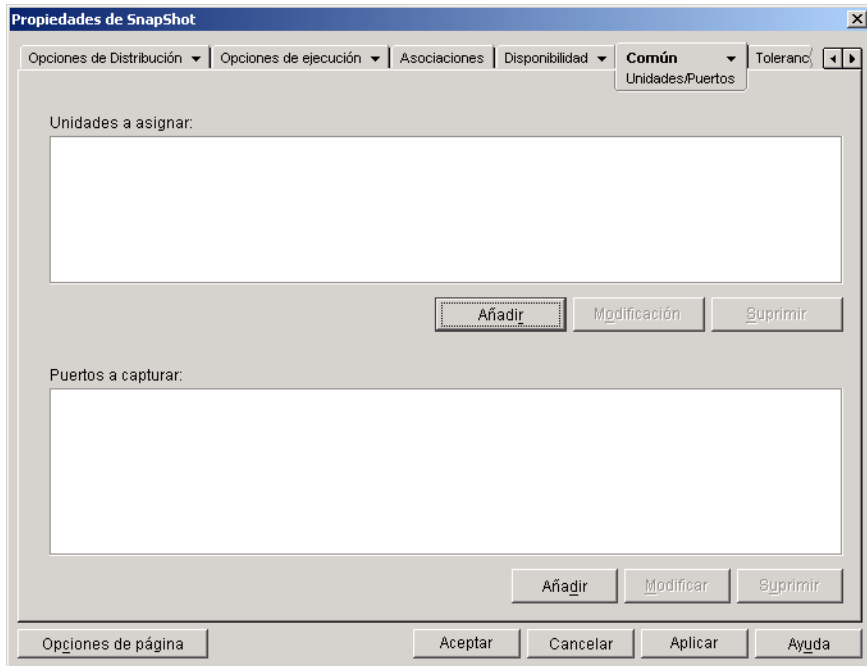 Propiedades de SnapShot
Opciones de Distribución Opciones de ejecución Asociaciones Disponibilidad Común
Unidades/Puertos
Unidades a asignar:
Añadir Modificación Suprimir
Puertos a capturar:
Añadir Modificar Suprimir
Opciones de página Aceptar Cancelar Aplicar Ayuda